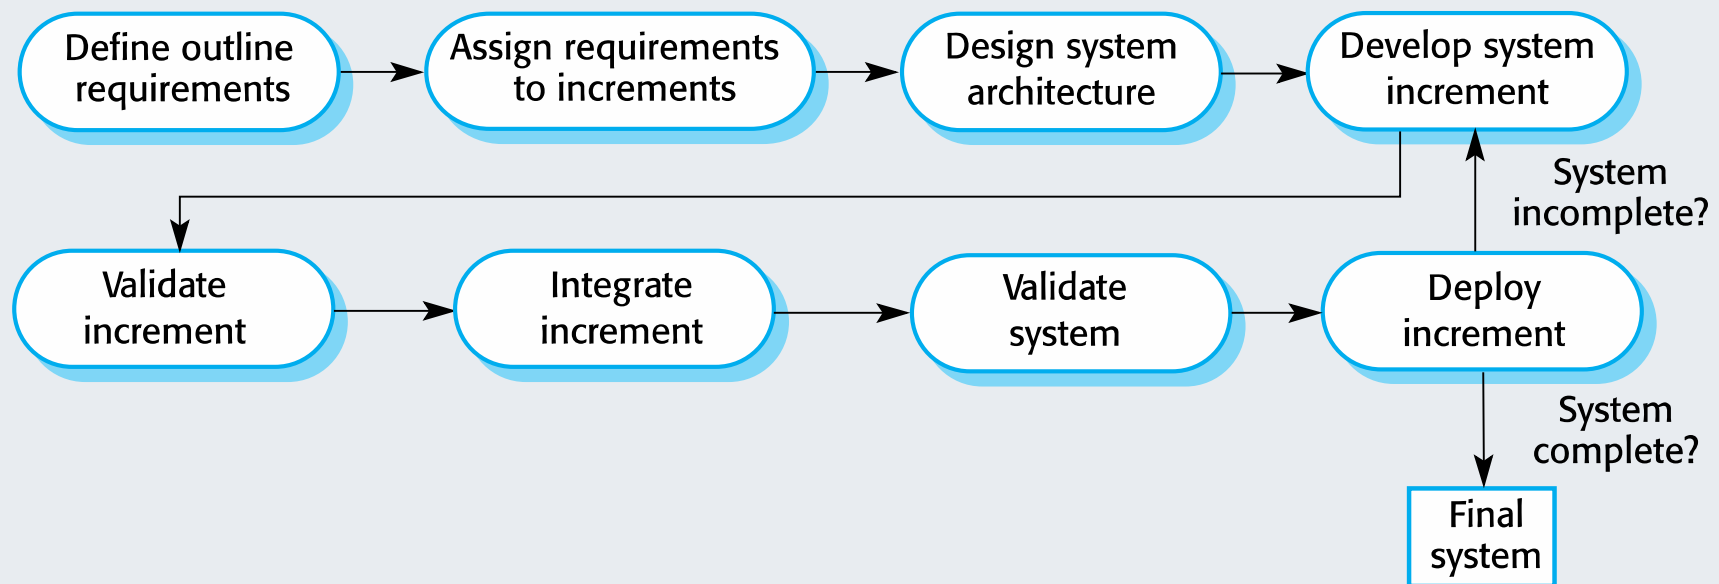 Define outline
requirements
Assign requirements
to increments
Design system
architecture
Develop system
increment
System
incomplete?
Validate
increment
Integrate
increment
Validate
system
Deploy
increment
System
complete?
Final
system